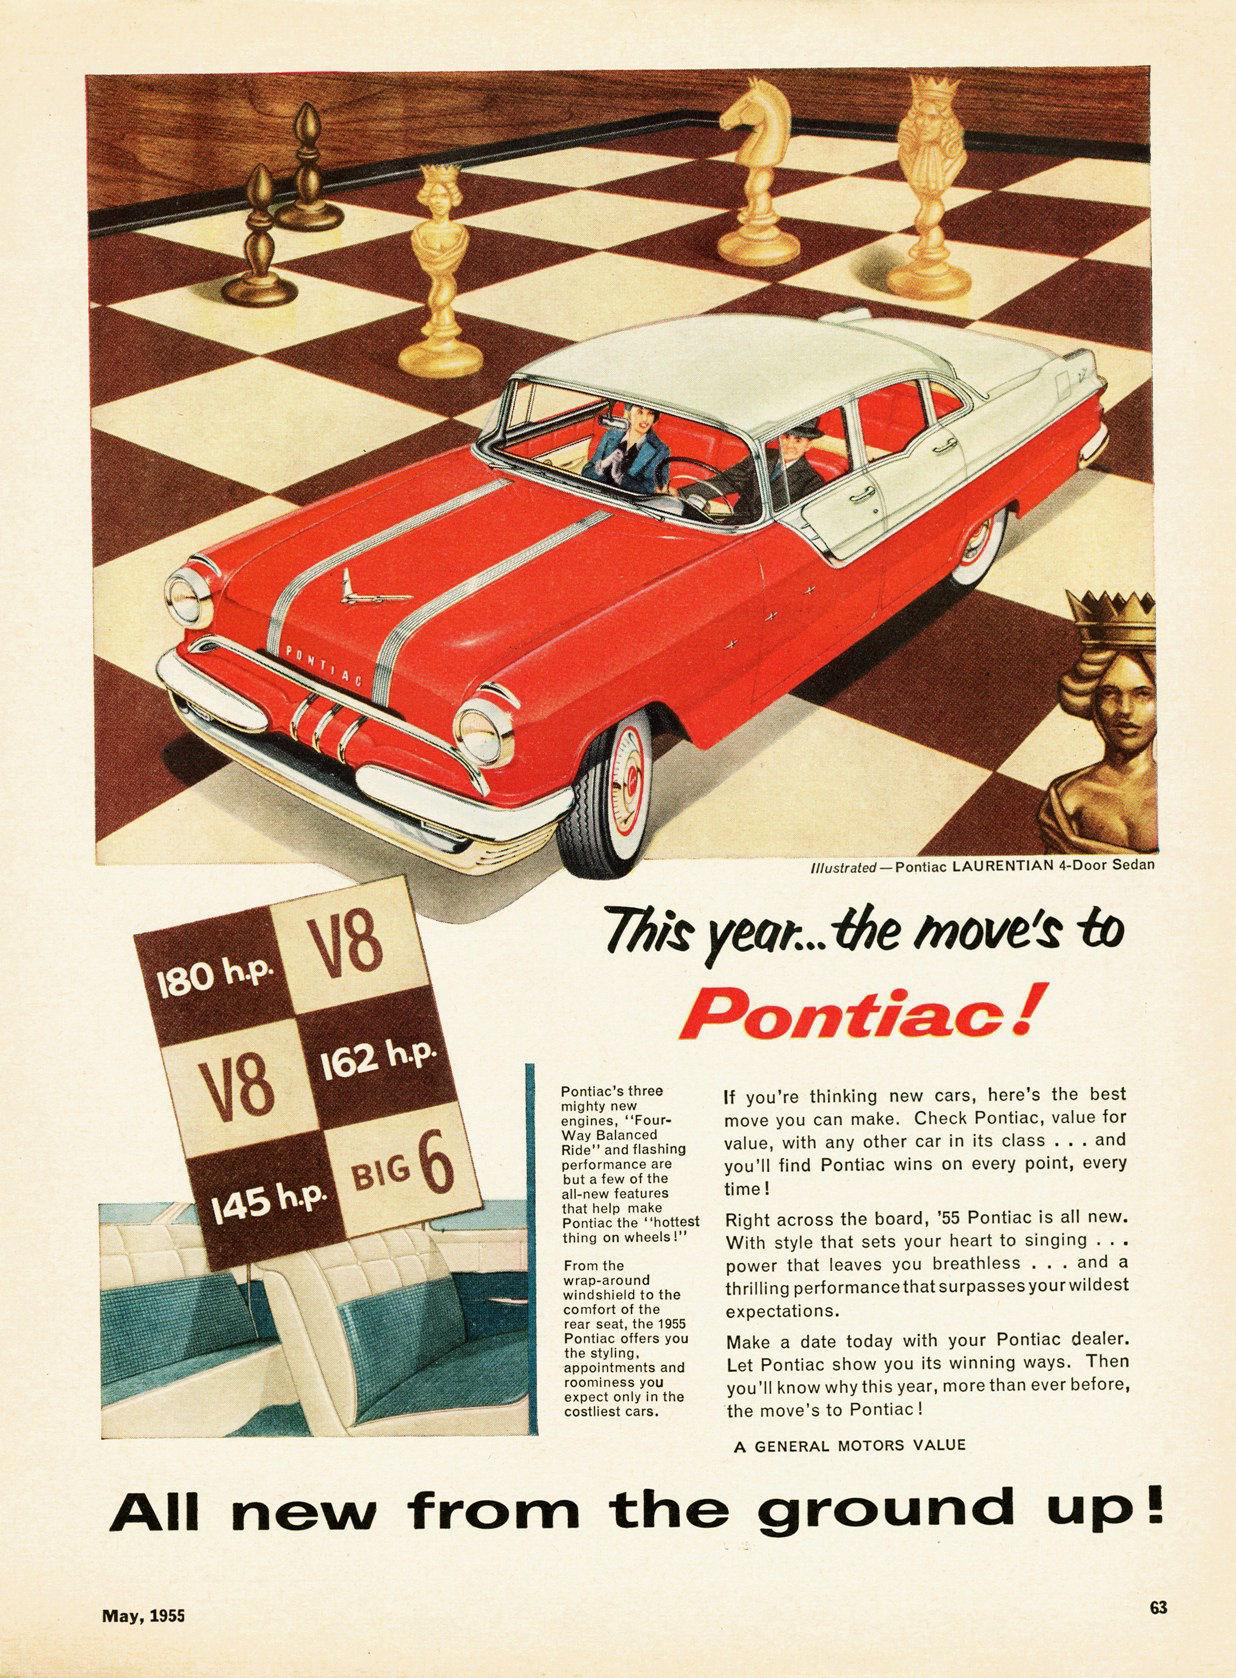 PONTIAC
Illustrated—Pontiac LAURENTIAN 4-Door Sedan
This year...the move's to
Pontiac!
180 h.p. V8
V8 162 h.p.
145 h.p. BIG 6
Pontiac's three
mighty new
engines, "Four-
Way Balanced
Ride" and flashing
performance are
but a few of the
all-new features
that help make
Pontiac the "hottest
thing on wheels!"
From the
wrap-around
windshield to the
comfort of the
rear seat, the 1955
Pontiac offers you
the styling,
appointments and
roominess you
expect only in the
costliest cars.
If you're thinking new cars, here's the best
move you can make. Check Pontiac, value for
value, with any other car in its class . . . and
you'll find Pontiac wins on every point, every
time!
Right across the board, '55 Pontiac is all new.
With style that sets your heart to singing . . .
power that leaves you breathless . . . and a
thrilling performance that surpasses your wildest
expectations.
Make a date today with your Pontiac dealer.
Let Pontiac show you its winning ways. Then
you'll know why this year, more than ever before,
the move's to Pontiac!
A GENERAL MOTORS VALUE
All new from the ground up!
May, 1955
63